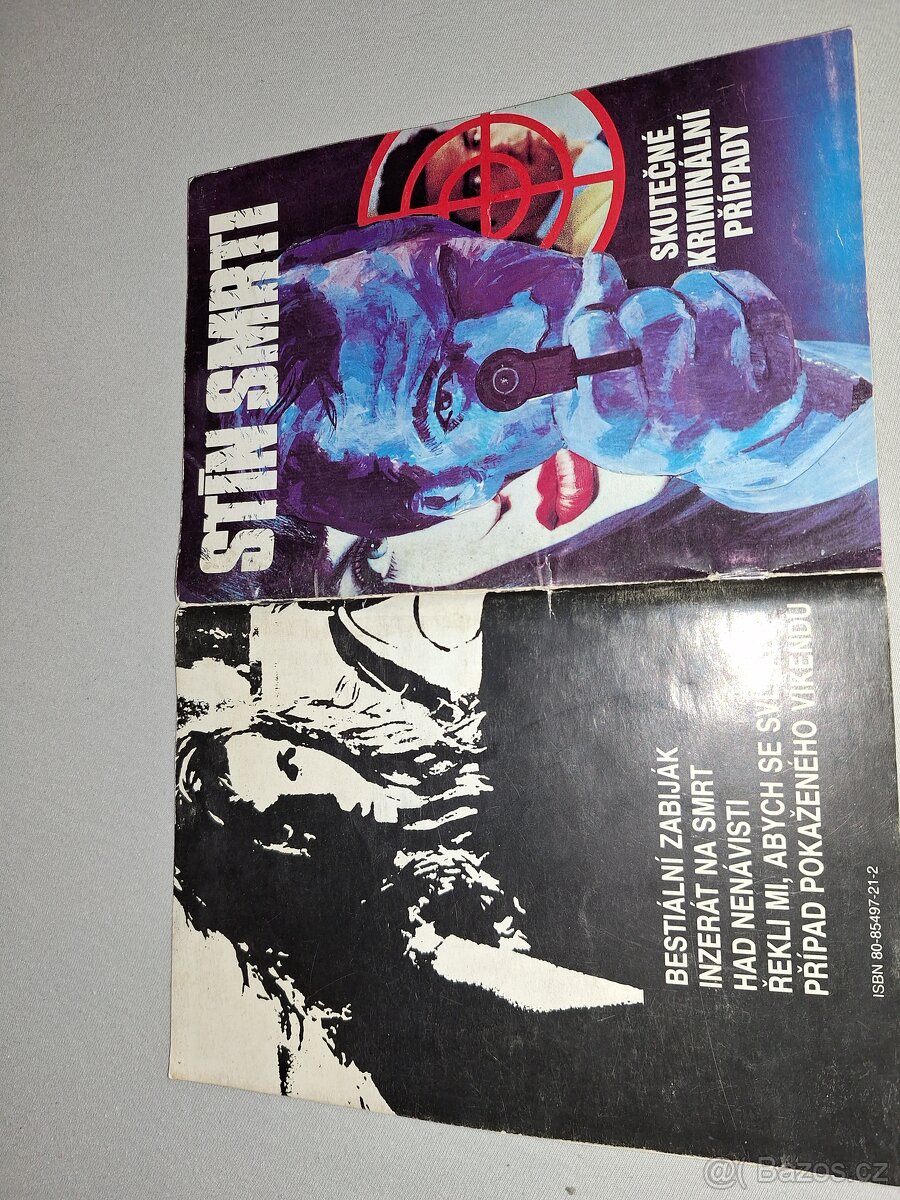 STÍN SMRTI
SKUTEČNÉ
KRIMINÁLNÍ
PŘÍPADY
BESTIÁLNÍ ZABIJÁK
INZERÁT NA SMRT
HAD NENÁVISTI
ŘEKLI MI, ABYCH SE
PŘÍPAD POKAŽENÉHO VÍKENDU
ISBN 80-85497-21-2
@( Bazos.cz